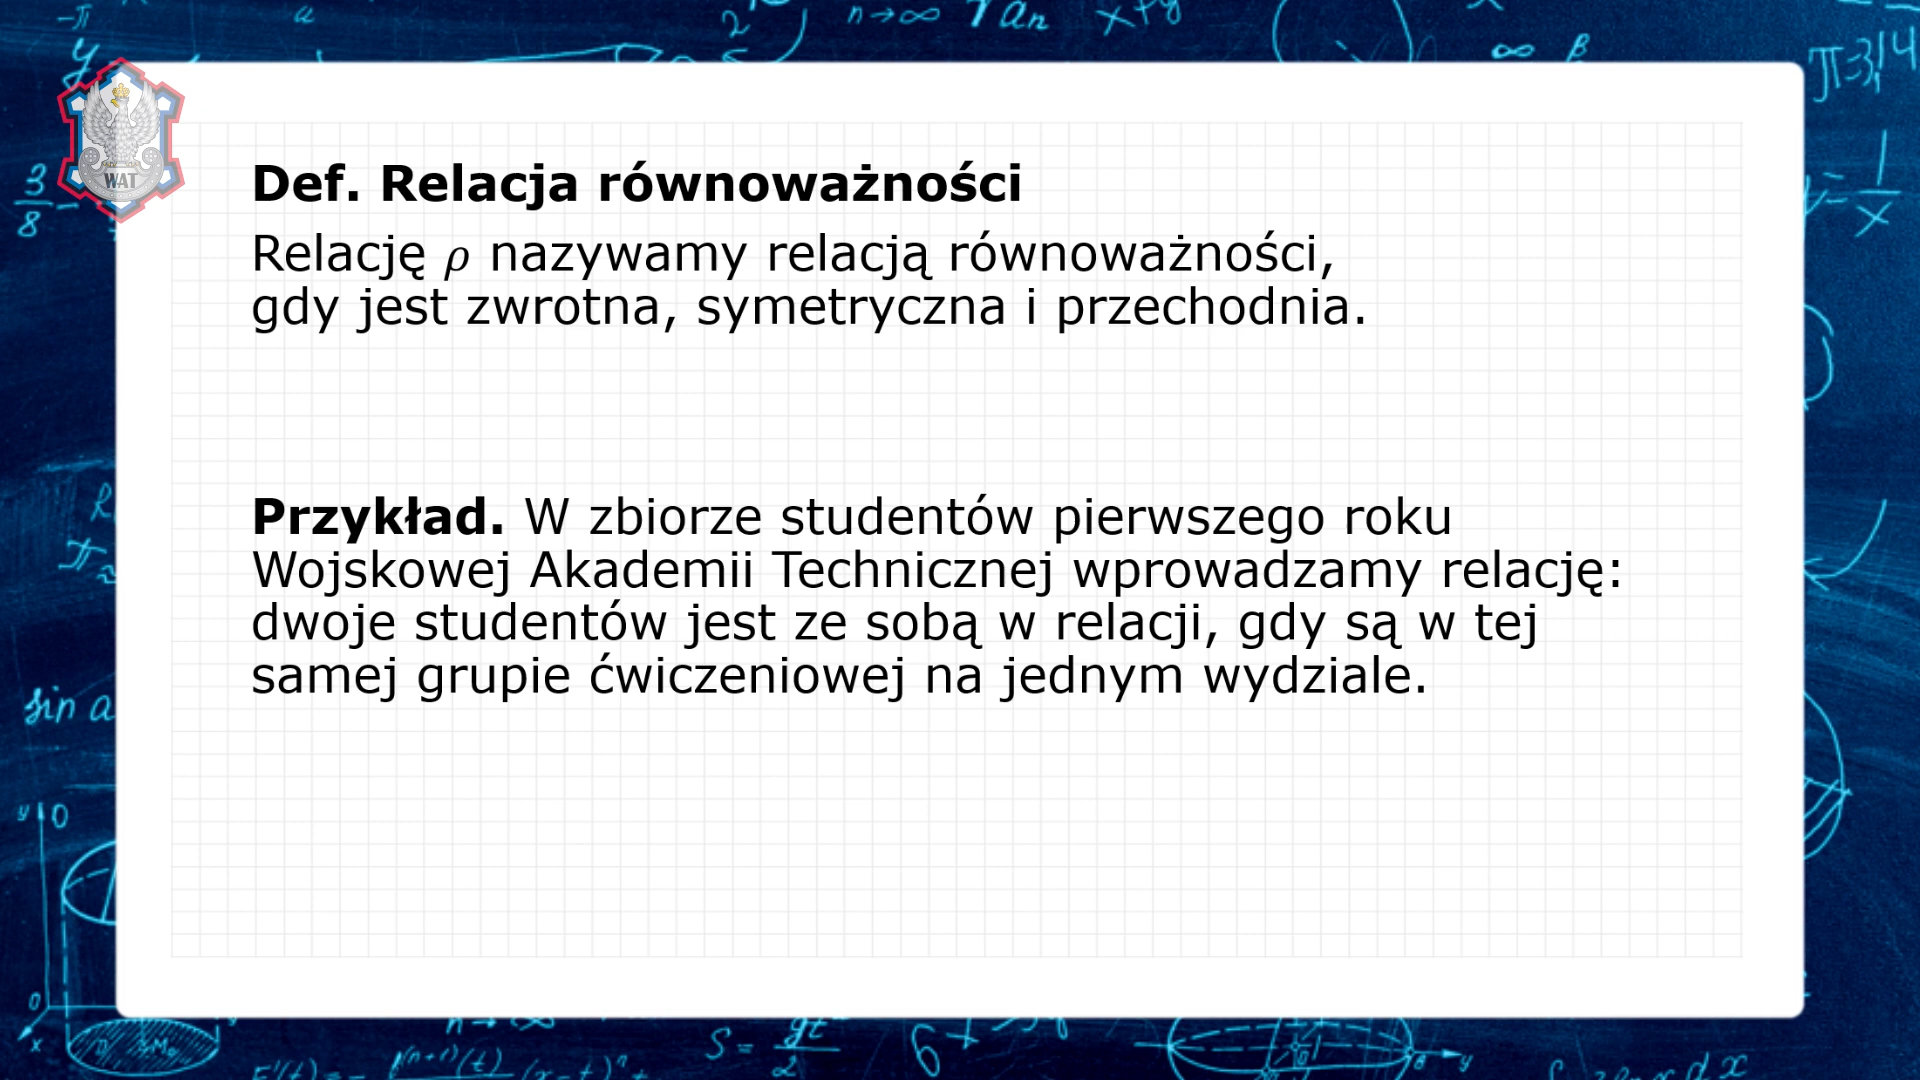 WAT
Def. Relacja równoważności
Relację ρ nazywamy relacją równoważności,
gdy jest zwrotna, symetryczna i przechodnia.
Przykład. W zbiorze studentów pierwszego roku
Wojskowej Akademii Technicznej wprowadzamy relację:
dwoje studentów jest ze sobą w relacji, gdy są w tej
samej grupie ćwiczeniowej na jednym wydziale.